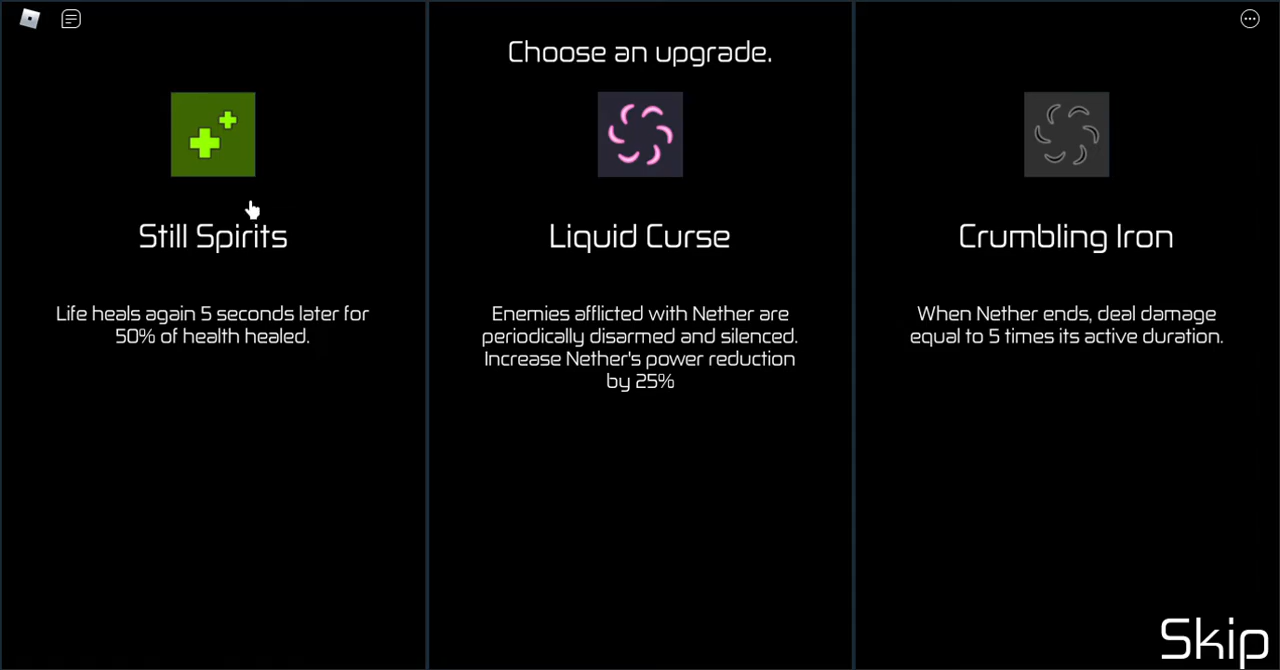 Choose an upgrade.
Still Spirits
Life heals again 5 seconds later for
50% of health healed.
Liquid Curse
Enemies afflicted with Nether are
periodically disarmed and silenced.
Increase Nether's power reduction
by 25%
Crumbling Iron
When Nether ends, deal damage
equal to 5 times its active duration.
Skip